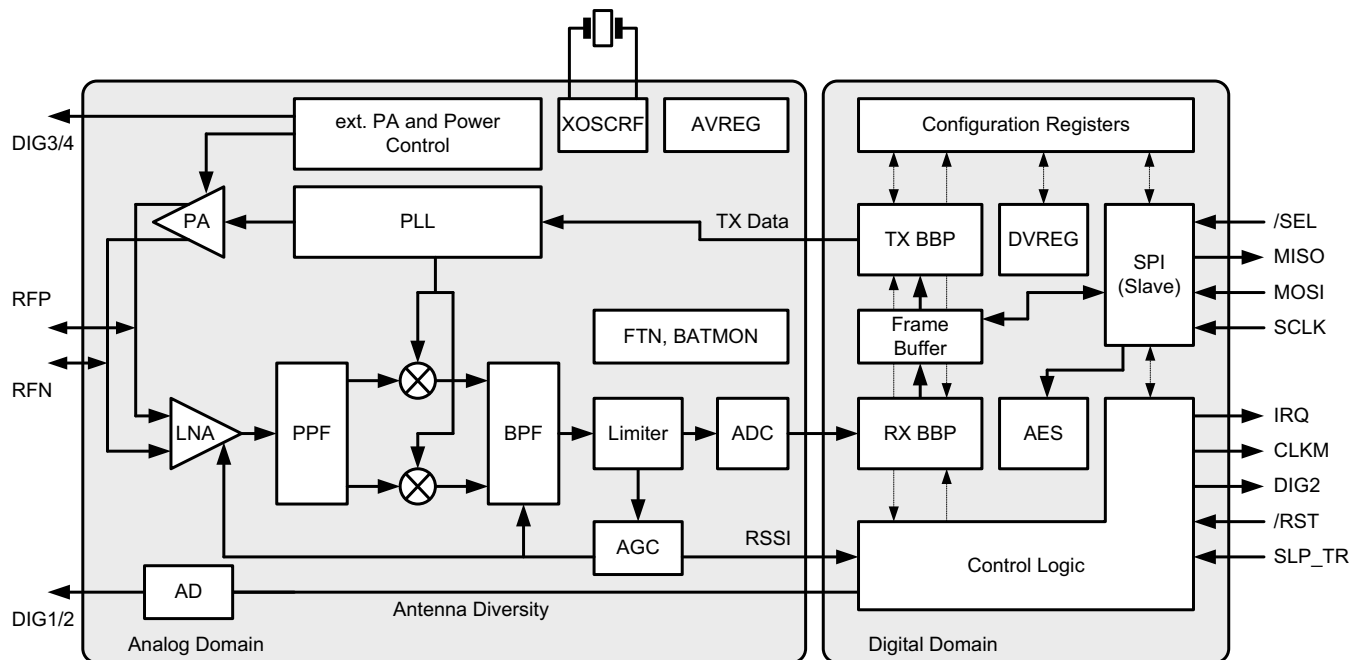 ext. PA and Power
Control
XOSCRF
AVREG
Configuration Registers
DIG3/4
PA
PLL
TX Data
TX BBP
DVREG
SPI
(Slave)
/SEL
MISO
MOSI
SCLK
RFP
RFN
FTN, BATMON
Frame
Buffer
LNA
PPF
BPF
Limiter
ADC
RX BBP
AES
IRQ
CLKM
DIG2
/RST
SLP_TR
AGC
RSSI
Control Logic
AD
DIG1/2
Antenna Diversity
Analog Domain
Digital Domain